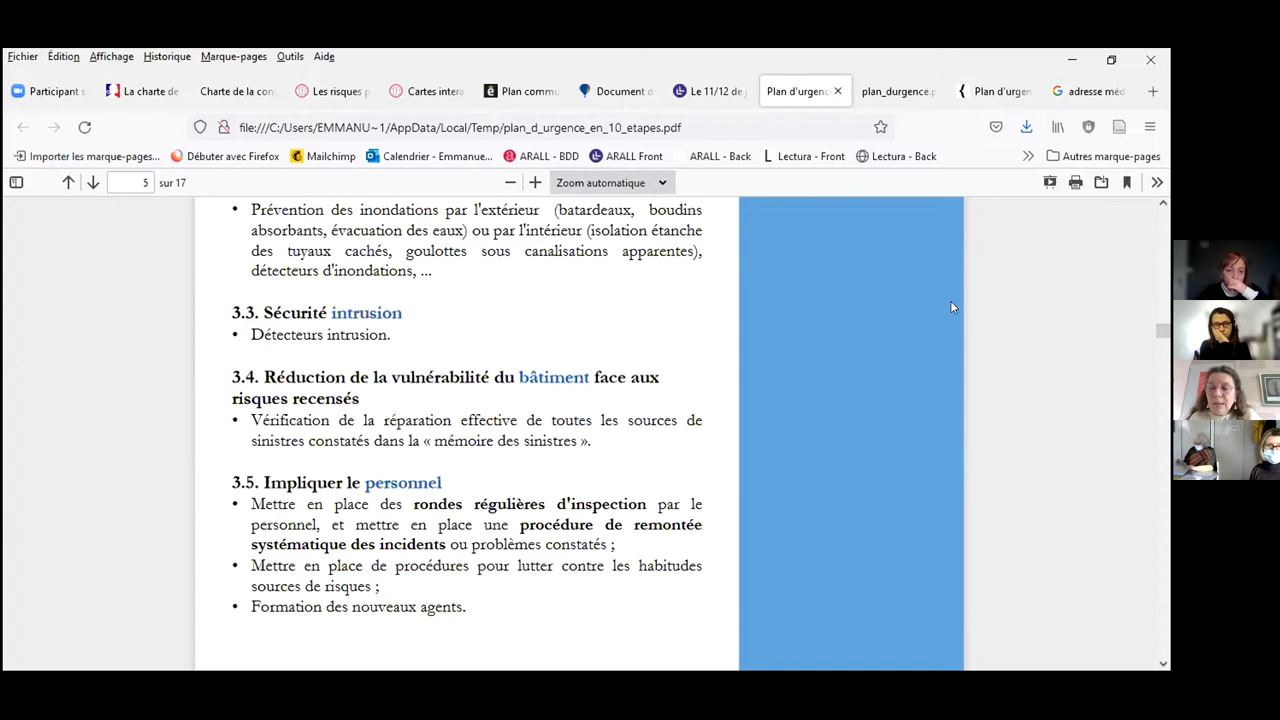 Fichier Édition Affichage Historique Marque-pages Outils Aide
Participant s La charte de Charte de la con Les risques p Cartes intera Plan commu Document d Le 11/12 de j Plan d'urgenc plan_durgence.p Plan d'urgen adresse méd
file:///C:/Users/EMMANU~1/AppData/Local/Temp/plan_d_urgence_en_10_etapes.pdf
Importer les marque-pages... Débuter avec Firefox Mailchimp Calendrier - Emmanue... ARALL - BDD ARALL Front ARALL - Back Lectura - Front Lectura - Back Autres marque-pages
5 sur 17 Zoom automatique
• Prévention des inondations par l'extérieur (batardeaux, boudins
absorbants, évacuation des eaux) ou par l'intérieur (isolation étanche
des tuyaux cachés, goulottes sous canalisations apparentes),
détecteurs d'inondations, ...
3.3. Sécurité intrusion
• Détecteurs intrusion.
3.4. Réduction de la vulnérabilité du bâtiment face aux
risques recensés
• Vérification de la réparation effective de toutes les sources de
sinistres constatés dans la « mémoire des sinistres ».
3.5. Impliquer le personnel
• Mettre en place des rondes régulières d'inspection par le
personnel, et mettre en place une procédure de remontée
systématique des incidents ou problèmes constatés ;
• Mettre en place de procédures pour lutter contre les habitudes
sources de risques ;
• Formation des nouveaux agents.